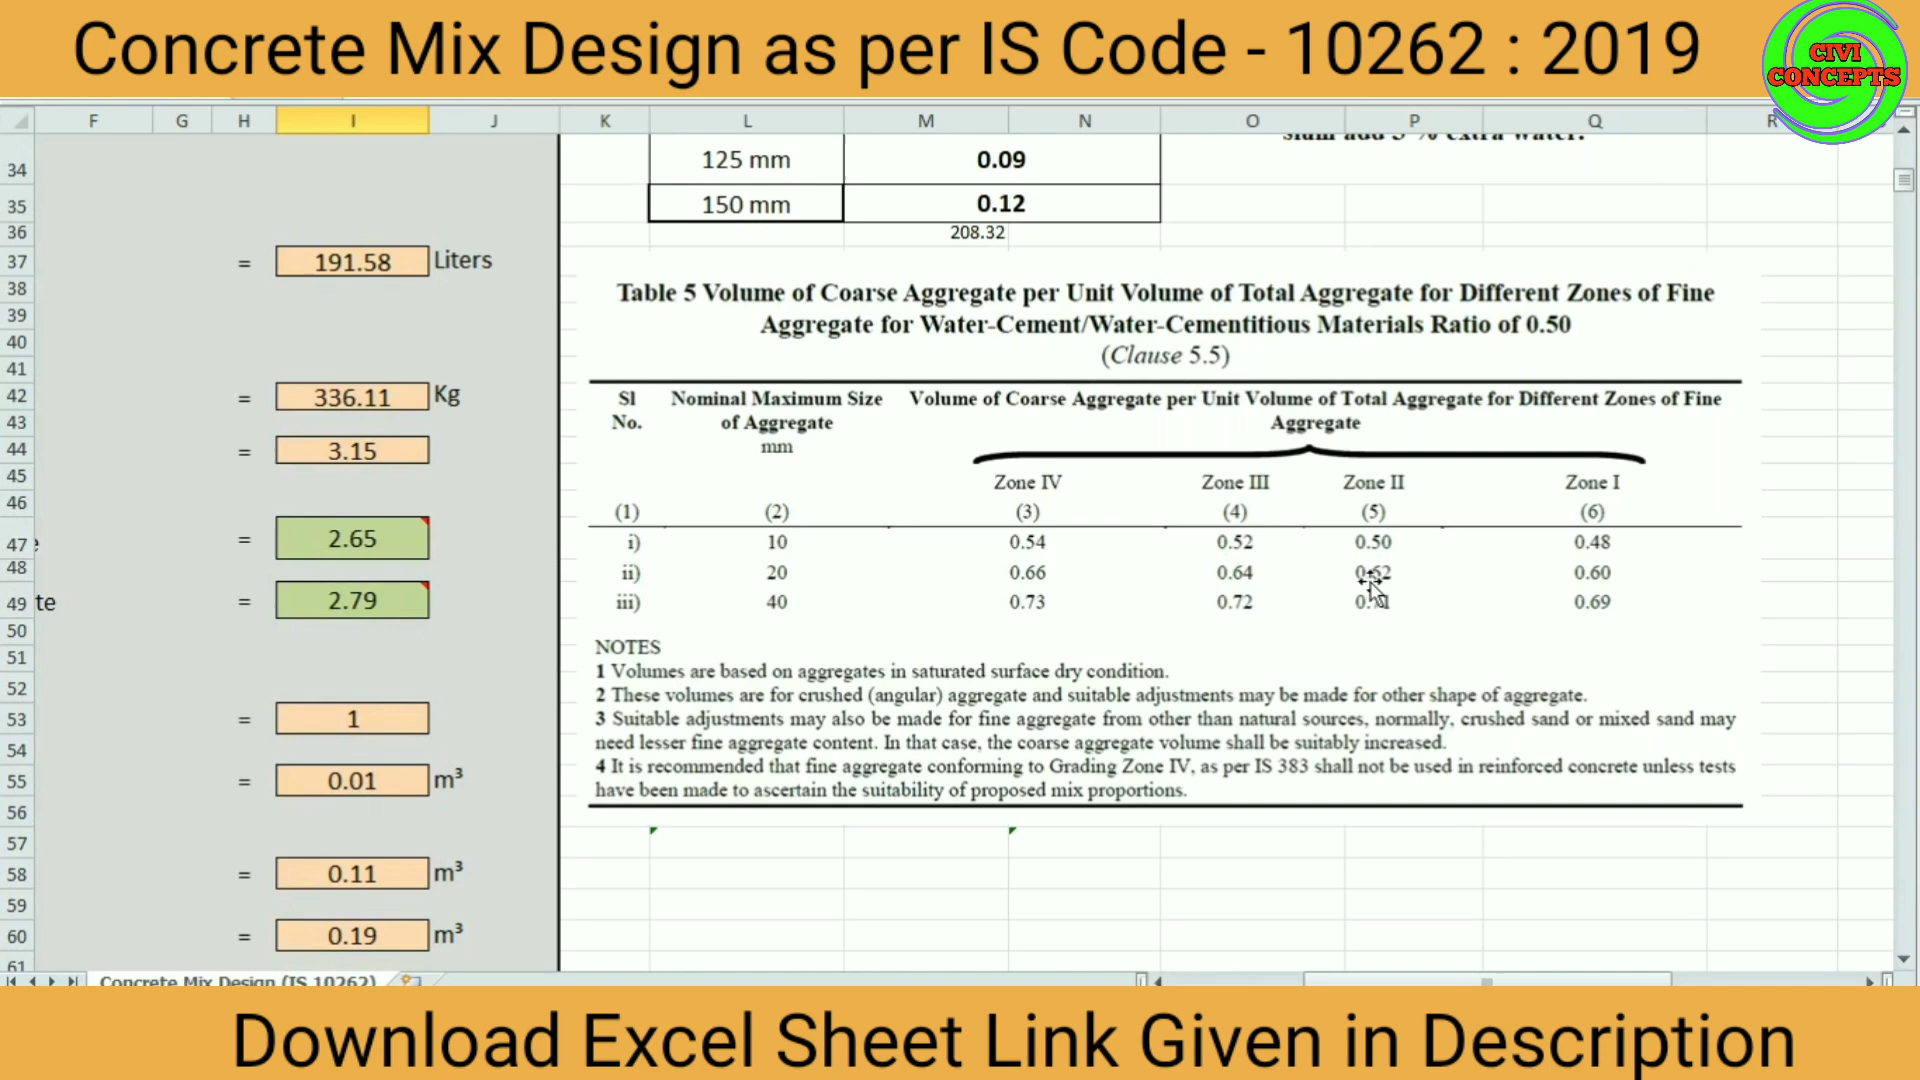 Concrete Mix Design as per IS Code - 10262 : 2019
CIVI
CONCEPTS
F G H I J K L M N O P Q R
34 125 mm 0.09
35 150 mm 0.12
36 208.32
37 = 191.58 Liters
38 Table 5 Volume of Coarse Aggregate per Unit Volume of Total Aggregate for Different Zones of Fine
39 Aggregate for Water-Cement/Water-Cementitious Materials Ratio of 0.50
40 (Clause 5.5)
41
42 = 336.11 Kg Sl Nominal Maximum Size Volume of Coarse Aggregate per Unit Volume of Total Aggregate for Different Zones of Fine
43 No. of Aggregate Aggregate
44 = 3.15 mm
45 Zone IV Zone III Zone II Zone I
46 (1) (2) (3) (4) (5) (6)
47 = 2.65 i) 10 0.54 0.52 0.50 0.48
48 ii) 20 0.66 0.64 0.60
49 te = 2.79 iii) 40 0.73 0.72 0.69
50 NOTES
51 1 Volumes are based on aggregates in saturated surface dry condition.
52 2 These volumes are for crushed (angular) aggregate and suitable adjustments may be made for other shape of aggregate.
53 = 1 3 Suitable adjustments may also be made for fine aggregate from other than natural sources, normally, crushed sand or mixed sand may
54 need lesser fine aggregate content. In that case, the coarse aggregate volume shall be suitably increased.
55 = 0.01 m³ 4 It is recommended that fine aggregate conforming to Grading Zone IV, as per IS 383 shall not be used in reinforced concrete unless tests
have been made to ascertain the suitability of proposed mix proportions.
56
57
58 = 0.11 m³
59
60 = 0.19 m³
61
Concrete Mix Design (IS 10262)
Download Excel Sheet Link Given in Description